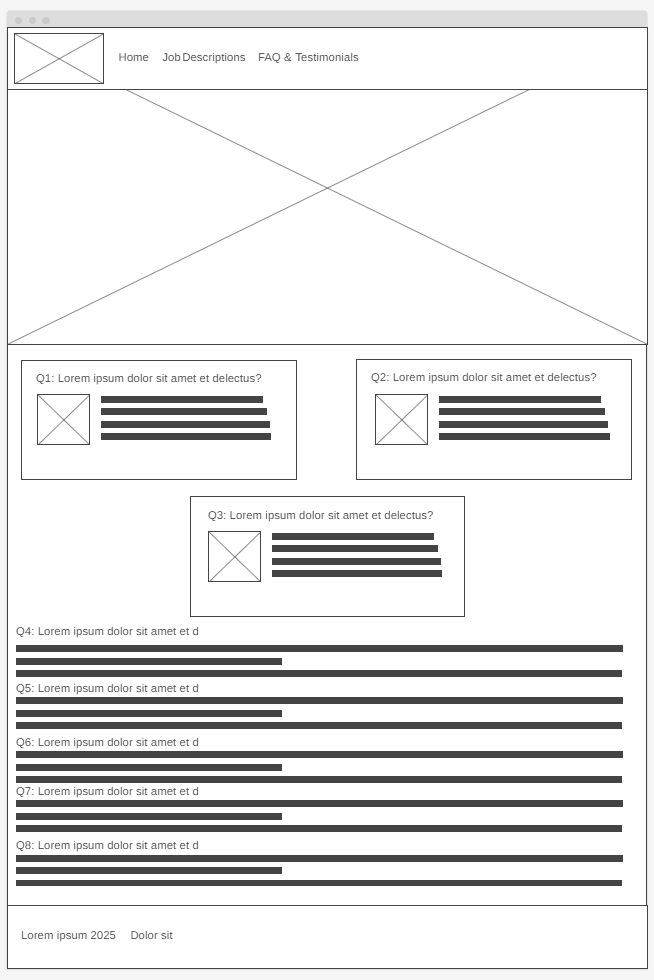 Home Job Descriptions FAQ & Testimonials
Q1: Lorem ipsum dolor sit amet et delectus?
Q2: Lorem ipsum dolor sit amet et delectus?
Q3: Lorem ipsum dolor sit amet et delectus?
Q4: Lorem ipsum dolor sit amet et d
Q5: Lorem ipsum dolor sit amet et d
Q6: Lorem ipsum dolor sit amet et d
Q7: Lorem ipsum dolor sit amet et d
Q8: Lorem ipsum dolor sit amet et d
Lorem ipsum 2025 Dolor sit